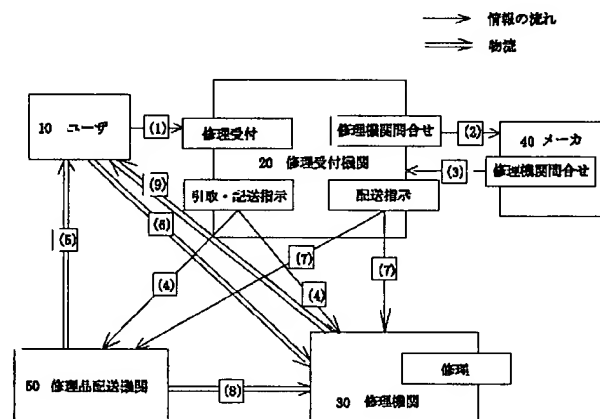 情報の流れ
物流
10 ユーザ
(1)
修理受付
修理機関問合せ
(2)
40 メーカ
20 修理受付機関
(3)
修理機関問合せ
(9)
引取・配送指示
配送指示
(5)
(6)
(7)
(7)
(4)
(4)
修理
50 修理品配送機関
(8)
30 修理機関